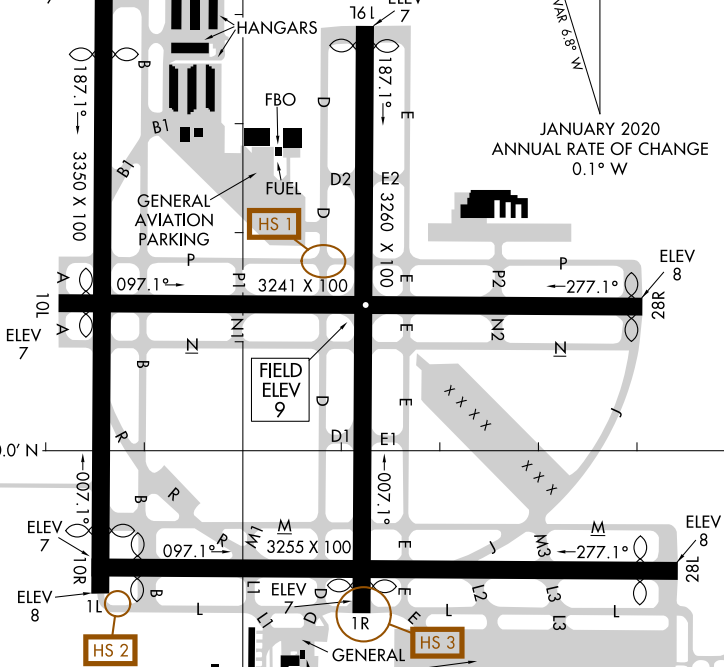 7
HANGARS
16L
ELEV
7
VAR 6.8° W
B
187.1°
D
187.1°
E
FBO
B1
B1
JANUARY 2020
ANNUAL RATE OF CHANGE
0.1° W
3350 X 100
FUEL
D2
E2
GENERAL
AVIATION
PARKING
HS 1
D
3260 X 100
P
P
ELEV
8
A
097.1°
P1
3241 X 100
E
P2
277.1°
10L
28R
A
N1
E
N2
ELEV
7
N
N
B
FIELD
ELEV
9
D
E
J
R
D1
E1
0.0' N
007.1°
007.1°
R
B
ELEV
7
R
M1
M
M
ELEV
8
097.1°
3255 X 100
E
J
M3
277.1°
10R
28L
ELEV
8
1L
B
L
L1
ELEV
7
D
E
L2
L3
L
L1
D
1R
E
L3
HS 2
HS 3
GENERAL